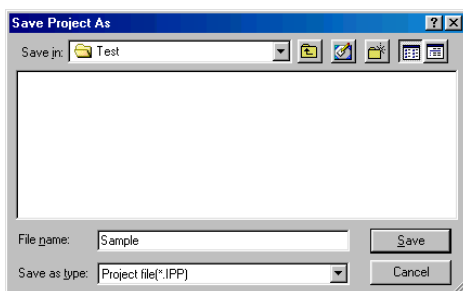 Save Project As
Save in: Test
File name: Sample Save
Save as type: Project file(*.IPP) Cancel